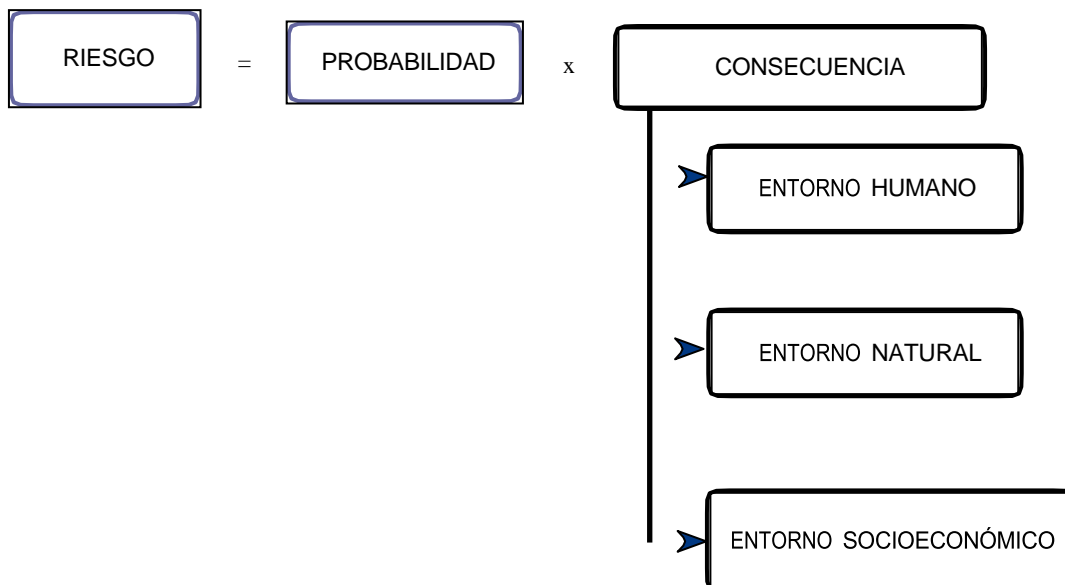 RIESGO = PROBABILIDAD x CONSECUENCIA
ENTORNO HUMANO
ENTORNO NATURAL
ENTORNO SOCIOECONÓMICO